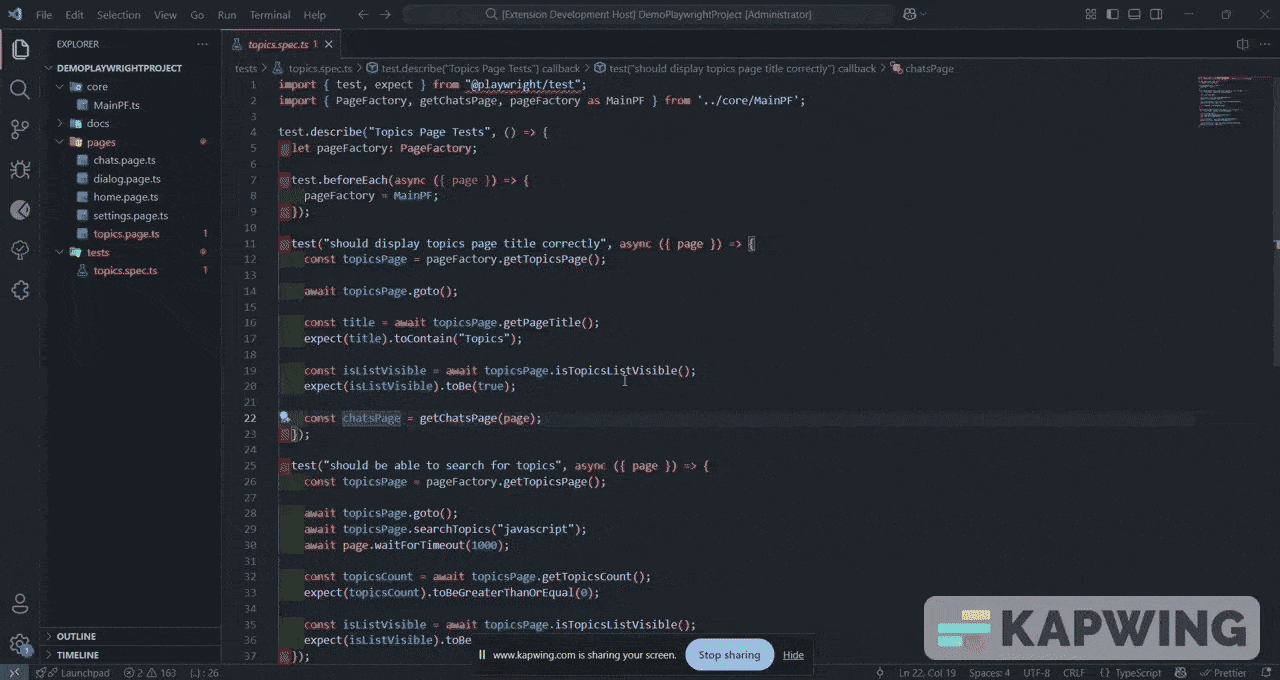 File Edit Selection View Go Run Terminal Help
[Extension Development Host] DemoPlaywrightProject [Administrator]
EXPLORER
DEMOPLAYWRIGHTPROJECT
core
MainPF.ts
docs
pages
chats.page.ts
dialog.page.ts
home.page.ts
settings.page.ts
topics.page.ts 1
tests
topics.spec.ts 1
OUTLINE
TIMELINE
topics.spec.ts 1
tests > topics.spec.ts > test.describe("Topics Page Tests") callback > test("should display topics page title correctly") callback > chatsPage
1 import { test, expect } from "@playwright/test";
2 import { PageFactory, getChatsPage, pageFactory as MainPF } from '../core/MainPF';
3
4 test.describe("Topics Page Tests", () => {
5 let pageFactory: PageFactory;
6
7 test.beforeEach(async ({ page }) => {
8 pageFactory = MainPF;
9 });
10
11 test("should display topics page title correctly", async ({ page }) => {
12 const topicsPage = pageFactory.getTopicsPage();
13
14 await topicsPage.goto();
15
16 const title = await topicsPage.getPageTitle();
17 expect(title).toContain("Topics");
18
19 const isListVisible = await topicsPage.isTopicsListVisible();
20 expect(isListVisible).toBe(true);
21
22 const chatsPage = getChatsPage(page);
23 });
24
25 test("should be able to search for topics", async ({ page }) => {
26 const topicsPage = pageFactory.getTopicsPage();
27
28 await topicsPage.goto();
29 await topicsPage.searchTopics("javascript");
30 await page.waitForTimeout(1000);
31
32 const topicsCount = await topicsPage.getTopicsCount();
33 expect(topicsCount).toBeGreaterThanOrEqual(0);
34
35 const isListVisible = await topicsPage.isTopicsListVisible();
36 expect(isListVisible).toBe
37 });
KAPWING
www.kapwing.com is sharing your screen. Stop sharing Hide
1
Launchpad 2 163 {..} : 26 Ln 22, Col 19 Spaces: 4 UTF-8 CRLF {} TypeScript Prettier